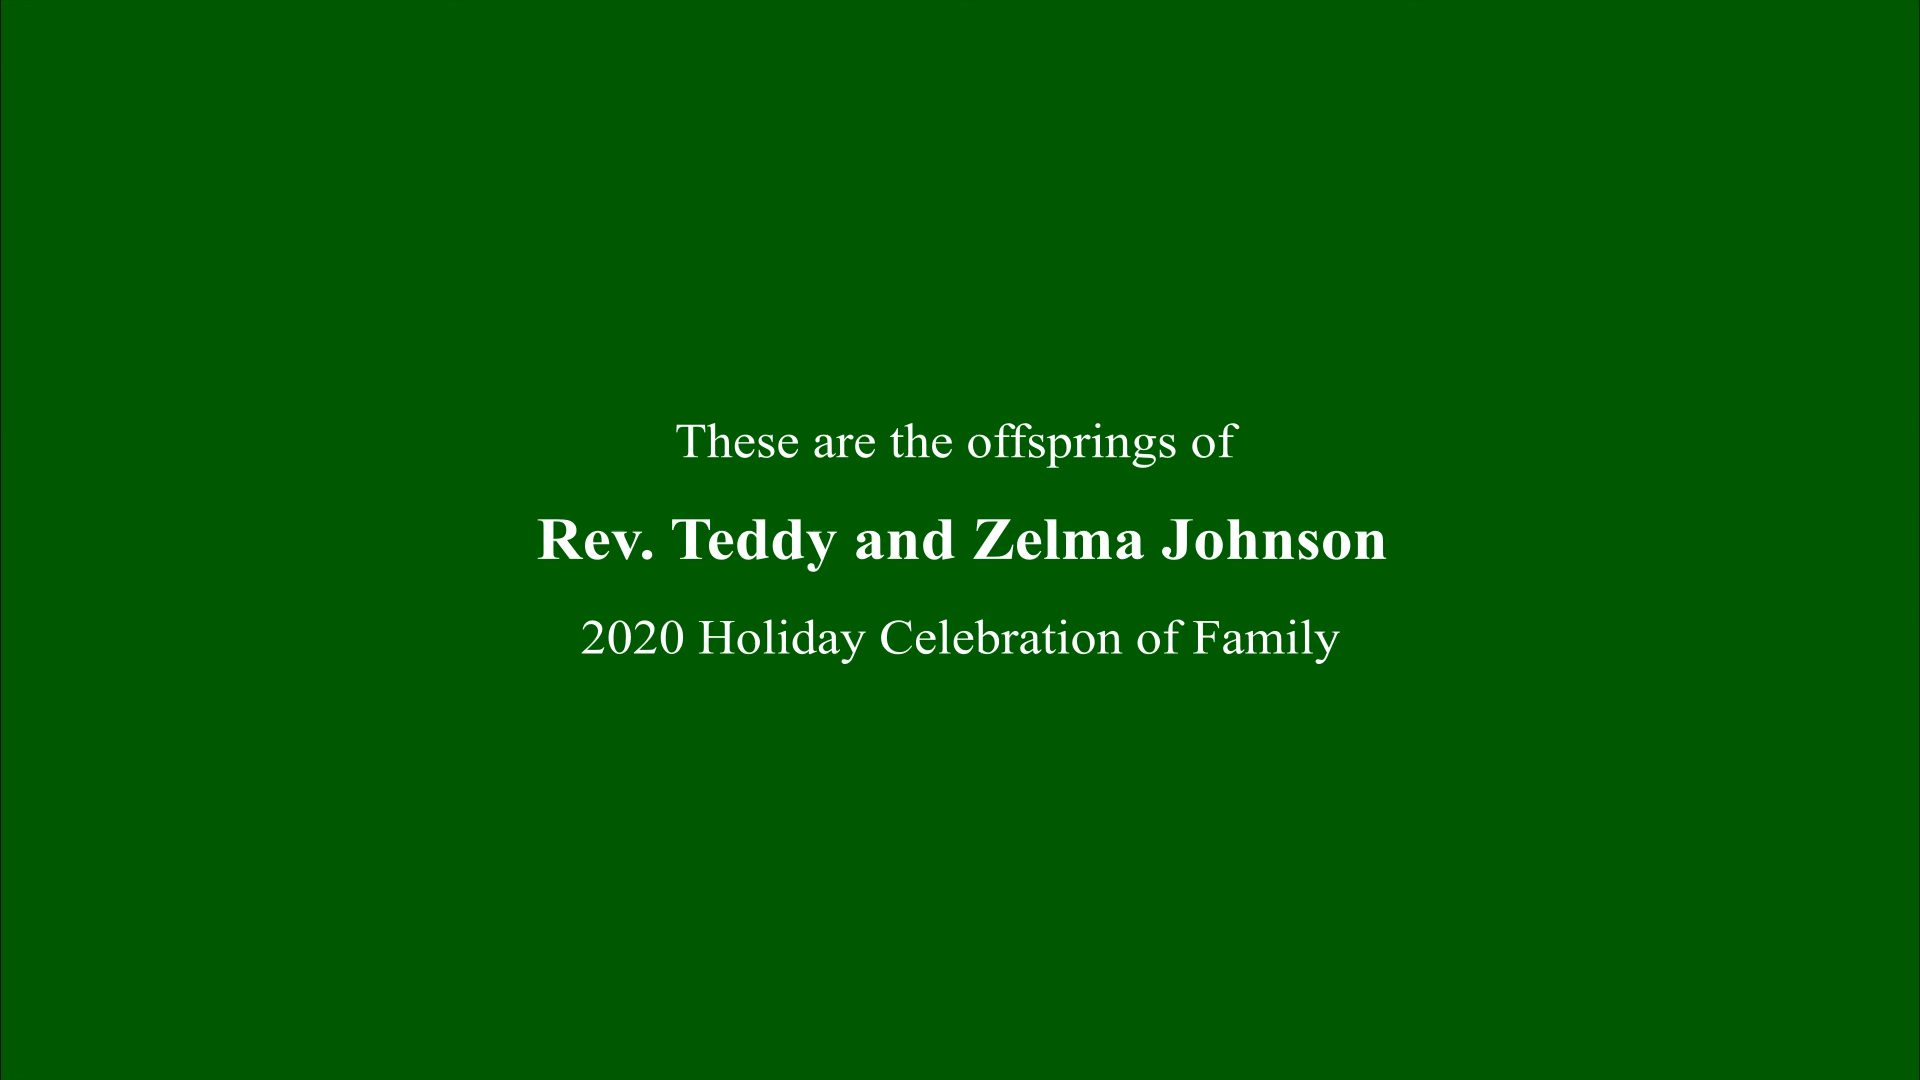 These are the offsprings of
Rev. Teddy and Zelma Johnson
2020 Holiday Celebration of Family